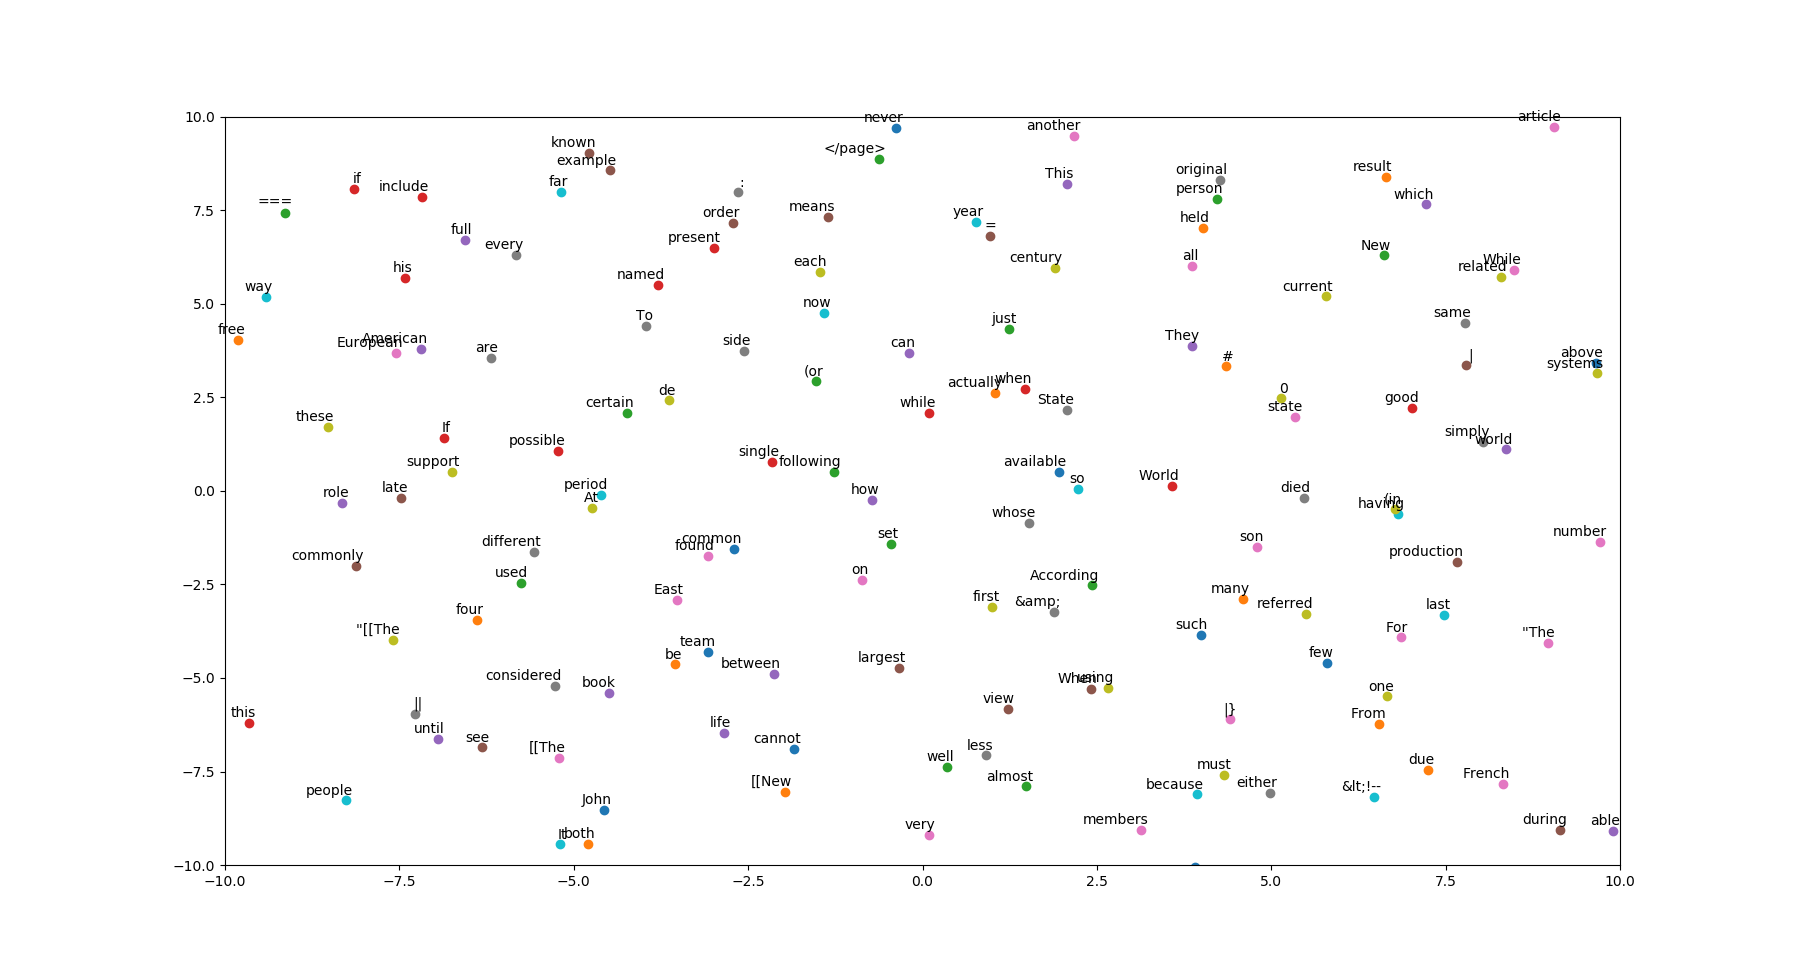 never
article
10.0
another
known
</page>
example
result
This
original
if
far
:
include
person
which
===
means
order
7.5
year
held
full
=
present
every
New
all
century
While
each
his
related
named
way
current
now
5.0
same
To
just
free
They
American
European
side
can
are
#
|
above
systems
(or
when
actually
0
de
good
2.5
certain
while
State
state
these
If
simply
possible
world
single
following
support
available
World
so
period
how
died
late
role
At
(in
0.0
having
whose
set
number
son
different
common
found
commonly
production
on
used
According
−2.5
East
many
first
&amp;
referred
last
four
such
"[[The
For
"The
team
be
few
largest
between
considered
When
using
−5.0
book
one
view
||
|}
this
From
life
until
see
cannot
[[The
less
well
due
must
−7.5
French
almost
[[New
either
because
&lt;!--
people
John
members
during
able
very
It
both
−10.0
−10.0 −7.5 −5.0 −2.5 0.0 2.5 5.0 7.5 10.0